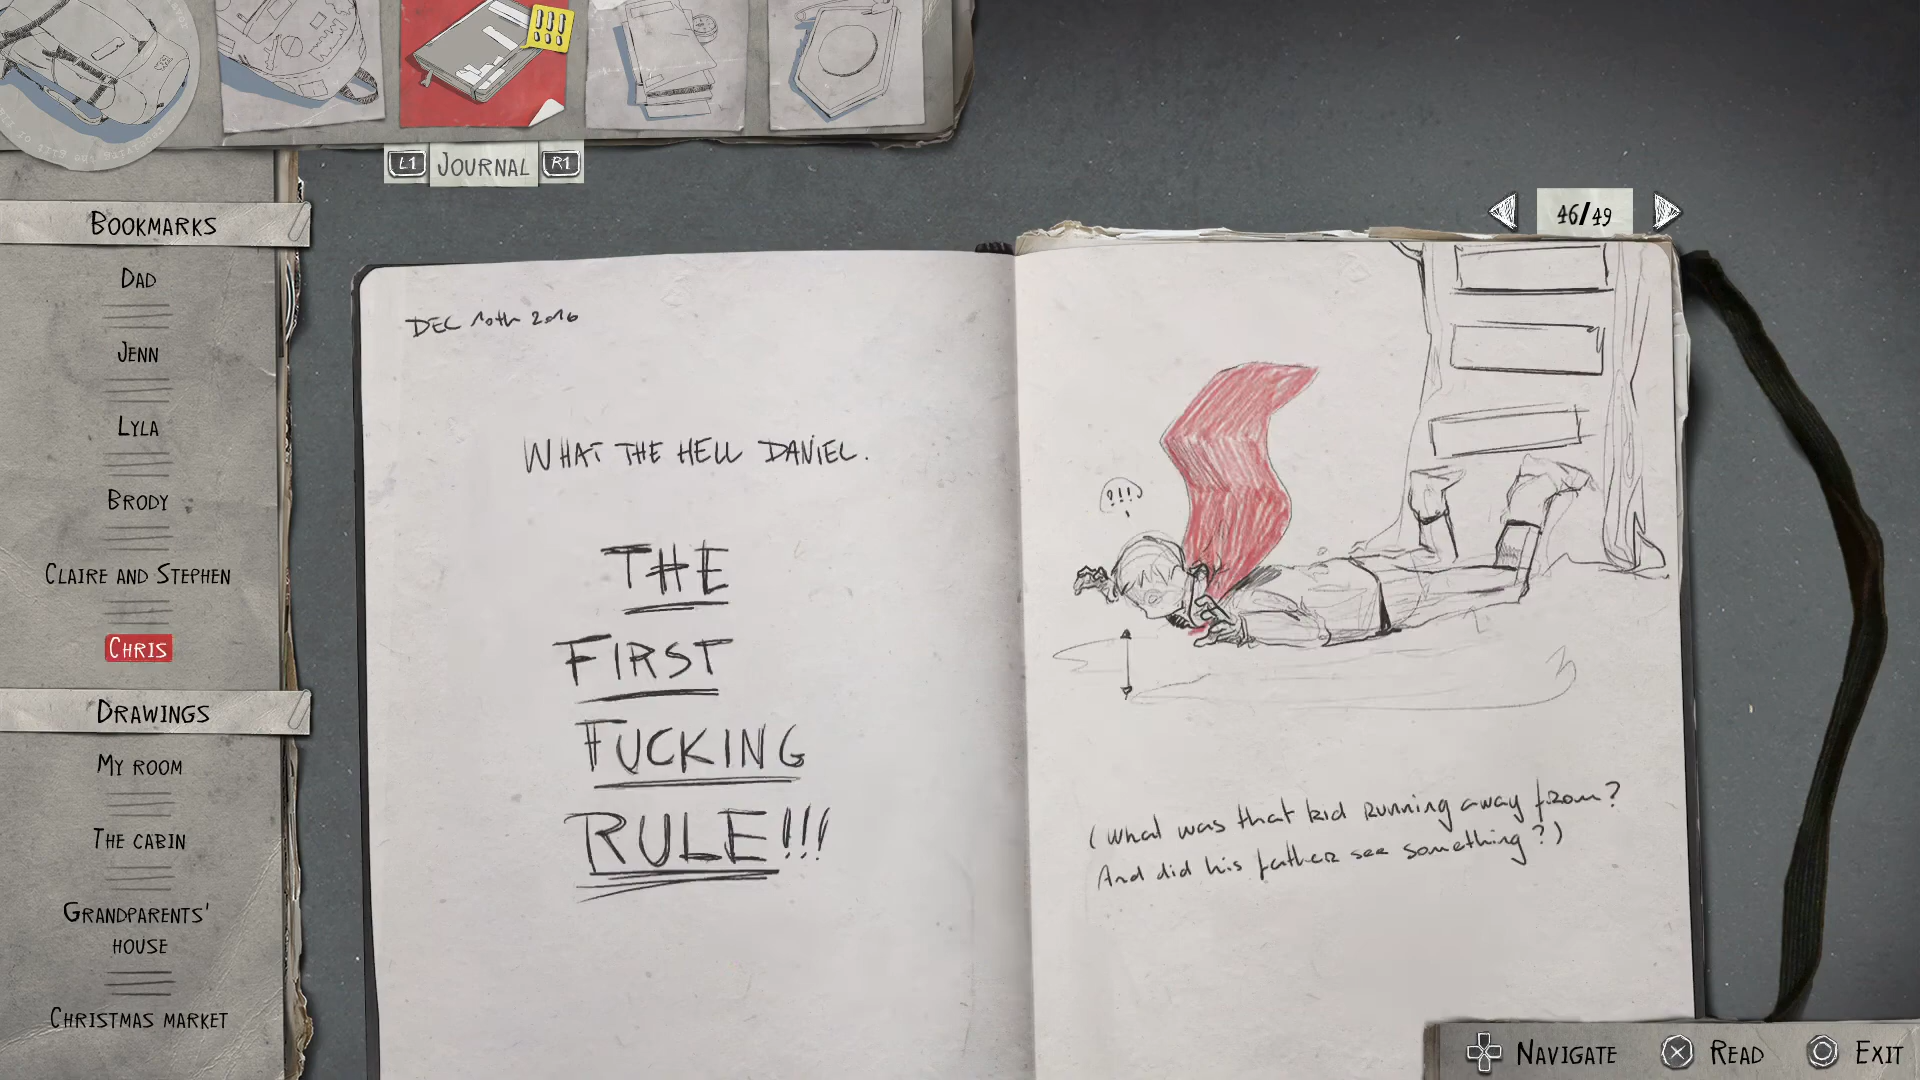 L1 JOURNAL R1
BOOKMARKS
DAD
JENN
LYLA
BRODY
CLAIRE AND STEPHEN
CHRIS
DRAWINGS
MY ROOM
THE CABIN
GRANDPARENTS'
HOUSE
CHRISTMAS MARKET
46/49
DEC 10th 2016
WHAT THE HELL DANIEL.
THE
FIRST
FUCKING
RULE!!!
?!!!
(What was that kid running away from?
And did his father see something?)
NAVIGATE READ EXIT